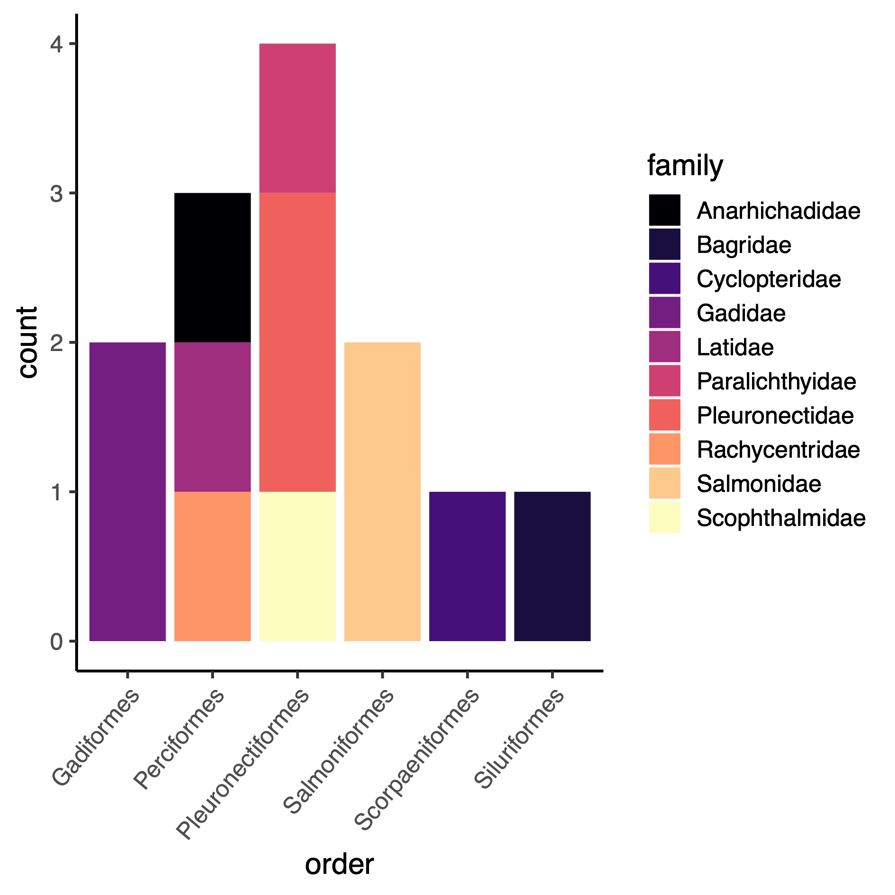 4
3
2
1
0
count
Gadiformes
Perciformes
Pleuronectiformes
Salmoniformes
Scorpaeniformes
Siluriformes
order
family
Anarhichadidae
Bagridae
Cyclopteridae
Gadidae
Latidae
Paralichthyidae
Pleuronectidae
Rachycentridae
Salmonidae
Scophthalmidae